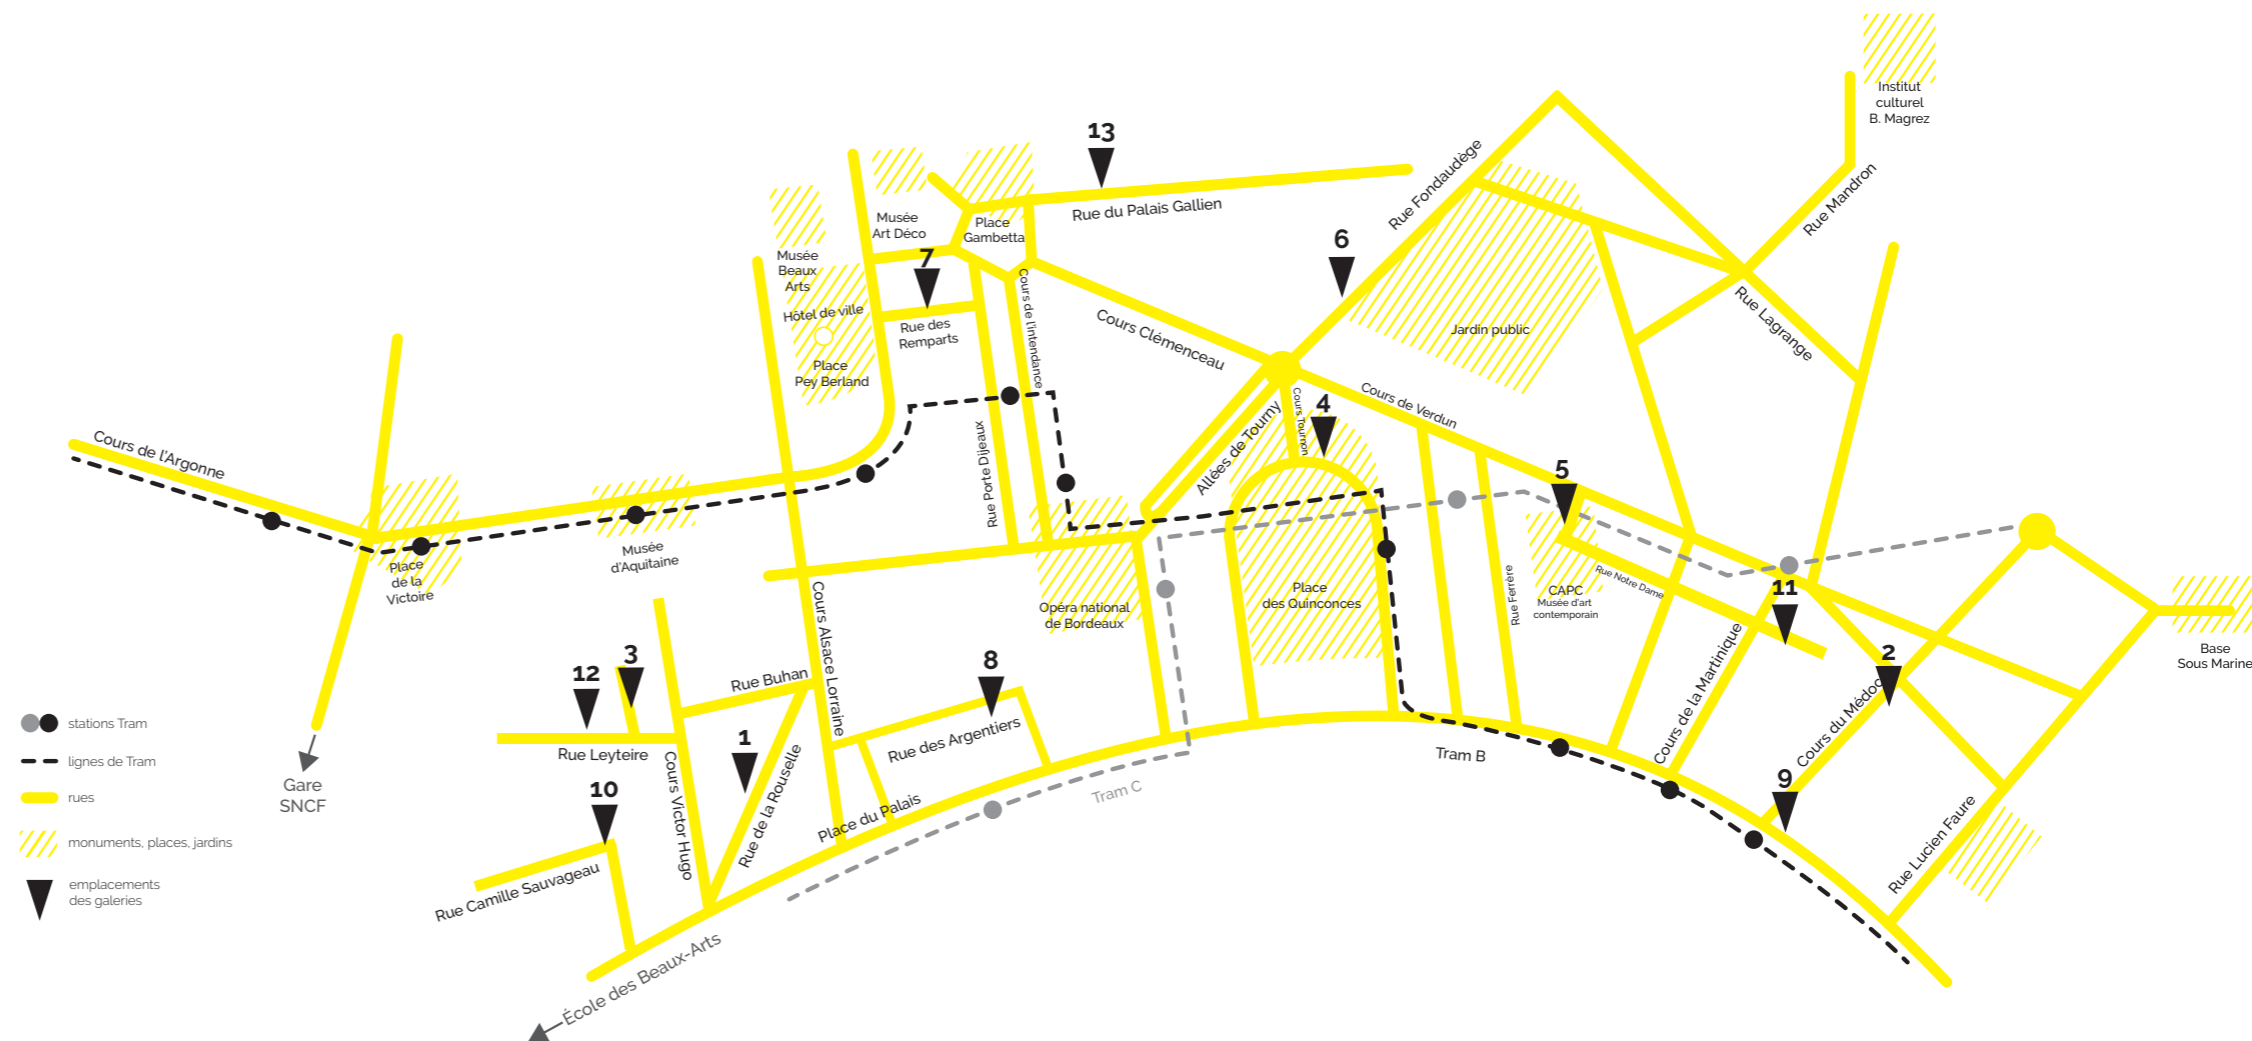 Institut
culturel
B. Magrez
13
Rue du Palais Gallien
Rue Fondaudège
Rue Mandron
Musée
Art Déco
Place
Gambetta
6
7
Musée
Beaux
Arts
Hôtel de ville
Place
Pey Berland
Rue des
Remparts
Cours de l'intendance
Cours Clémenceau
Jardin public
Rue Lagrange
Cours de Verdun
Cours Tournon
4
Allées de Tourny
Rue Porte Dijeaux
Cours de l'Argonne
5
Place
de la
Victoire
Musée
d'Aquitaine
Opéra national
de Bordeaux
Place
des Quinconces
Rue Ferrère
CAPC
Musée d'art
contemporain
Rue Notre Dame
11
Cours Alsace Lorraine
Cours de la Martinique
2
Cours du Médoc
Base
Sous Marine
12
3
Rue Buhan
8
Rue des Argentiers
Rue Leyteire
1
Cours Victor Hugo
Rue de la Rouselle
Place du Palais
Tram C
Tram B
9
Rue Lucien Faure
10
Rue Camille Sauvageau
École des Beaux-Arts
Gare
SNCF
stations Tram
lignes de Tram
rues
monuments, places, jardins
emplacements
des galeries